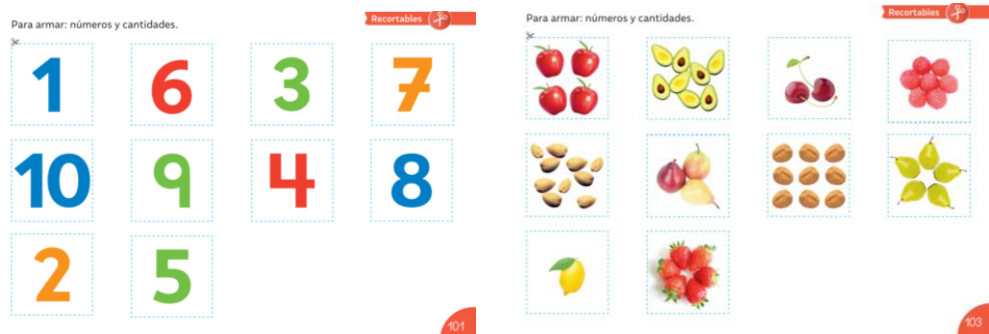 Recortables
Para armar: números y cantidades.
1 6 3 7
10 9 4 8
2 5
101
Recortables
Para armar: números y cantidades.
103